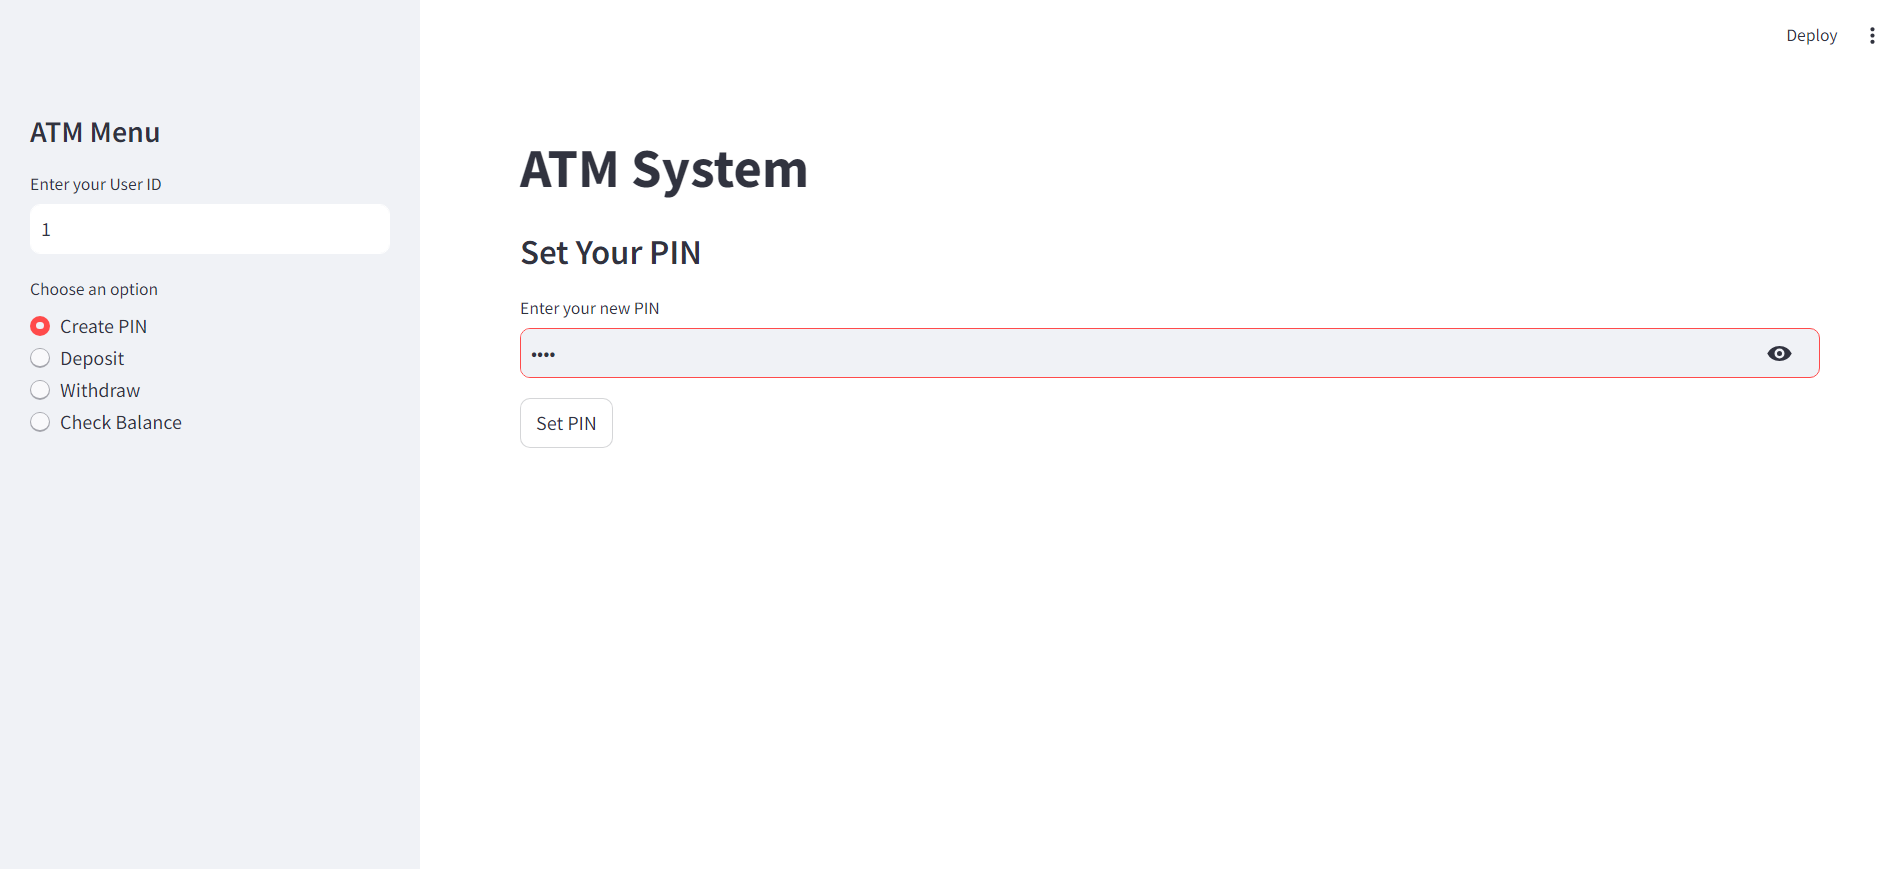 Deploy
ATM Menu
Enter your User ID
1
Choose an option
Create PIN
Deposit
Withdraw
Check Balance
ATM System
Set Your PIN
Enter your new PIN
••••
Set PIN